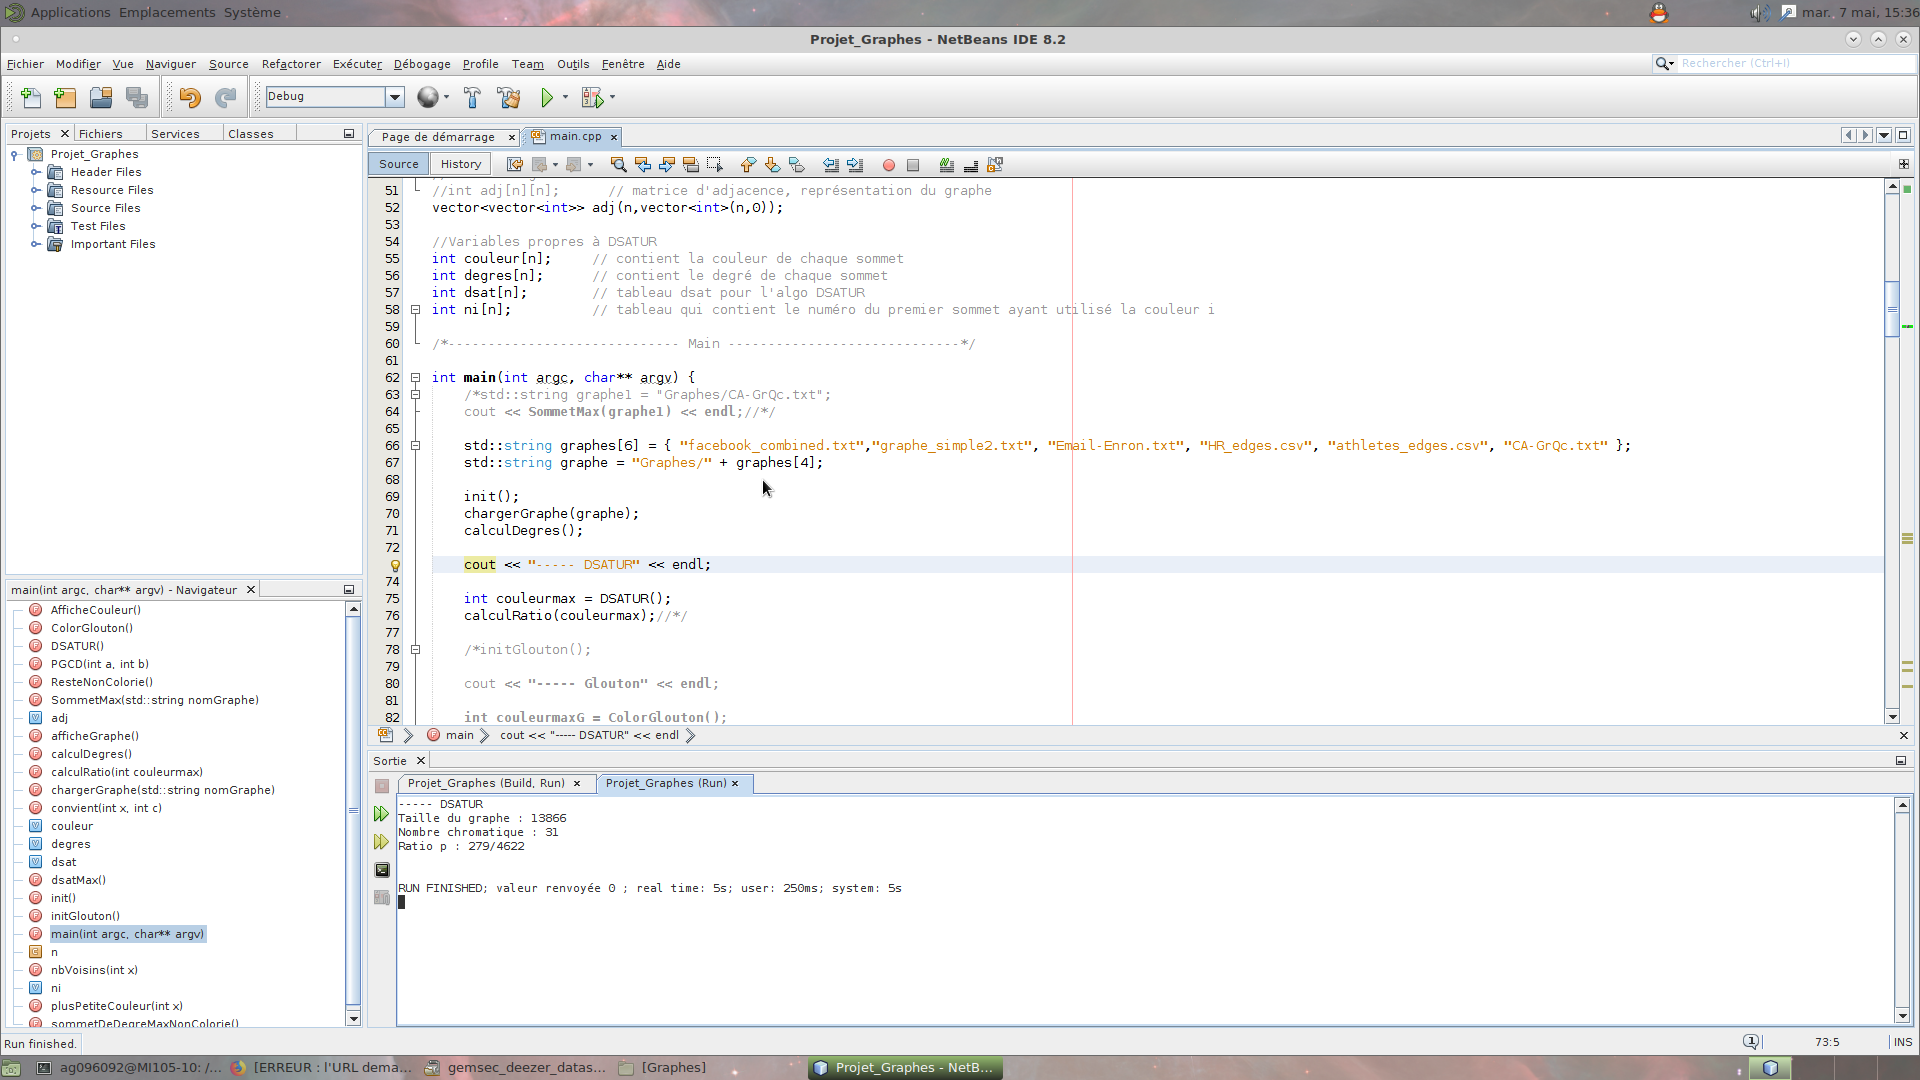 Applications Emplacements Système
mar. 7 mai, 15:36
Projet_Graphes - NetBeans IDE 8.2
Fichier Modifier Vue Naviguer Source Refactorer Exécuter Débogage Profile Team Outils Fenêtre Aide
Rechercher (Ctrl+I)
Debug
Projets Fichiers Services Classes
Projet_Graphes
Header Files
Resource Files
Source Files
Test Files
Important Files
main(int argc, char** argv) - Navigateur
AfficheCouleur()
ColorGlouton()
DSATUR()
PGCD(int a, int b)
ResteNonColorie()
SommetMax(std::string nomGraphe)
adj
afficheGraphe()
calculDegres()
calculRatio(int couleurmax)
chargerGraphe(std::string nomGraphe)
convient(int x, int c)
couleur
degres
dsat
dsatMax()
init()
initGlouton()
main(int argc, char** argv)
n
nbVoisins(int x)
ni
plusPetiteCouleur(int x)
sommetDeDegreMaxNonColorie()
Page de démarrage main.cpp
Source History
51 //int adj[n][n]; // matrice d'adjacence, représentation du graphe
52 vector<vector<int>> adj(n,vector<int>(n,0));
53
54 //Variables propres à DSATUR
55 int couleur[n]; // contient la couleur de chaque sommet
56 int degres[n]; // contient le degré de chaque sommet
57 int dsat[n]; // tableau dsat pour l'algo DSATUR
58 int ni[n]; // tableau qui contient le numéro du premier sommet ayant utilisé la couleur i
59
60 /*----------------------------- Main -----------------------------*/
61
62 int main(int argc, char** argv) {
63 /*std::string graphe1 = "Graphes/CA-GrQc.txt";
64 cout << SommetMax(graphe1) << endl;//*/
65
66 std::string graphes[6] = { "facebook_combined.txt","graphe_simple2.txt", "Email-Enron.txt", "HR_edges.csv", "athletes_edges.csv", "CA-GrQc.txt" };
67 std::string graphe = "Graphes/" + graphes[4];
68
69 init();
70 chargerGraphe(graphe);
71 calculDegres();
72
cout << "----- DSATUR" << endl;
74
75 int couleurmax = DSATUR();
76 calculRatio(couleurmax);//*/
77
78 /*initGlouton();
79
80 cout << "----- Glouton" << endl;
81
82 int couleurmaxG = ColorGlouton();
main cout << "----- DSATUR" << endl
Sortie
Projet_Graphes (Build, Run) Projet_Graphes (Run)
----- DSATUR
Taille du graphe : 13866
Nombre chromatique : 31
Ratio p : 279/4622
RUN FINISHED; valeur renvoyée 0 ; real time: 5s; user: 250ms; system: 5s
Run finished.
73:5 INS
ag096092@MI105-10: /... [ERREUR : l'URL dema... gemsec_deezer_datas... [Graphes] Projet_Graphes - NetB...